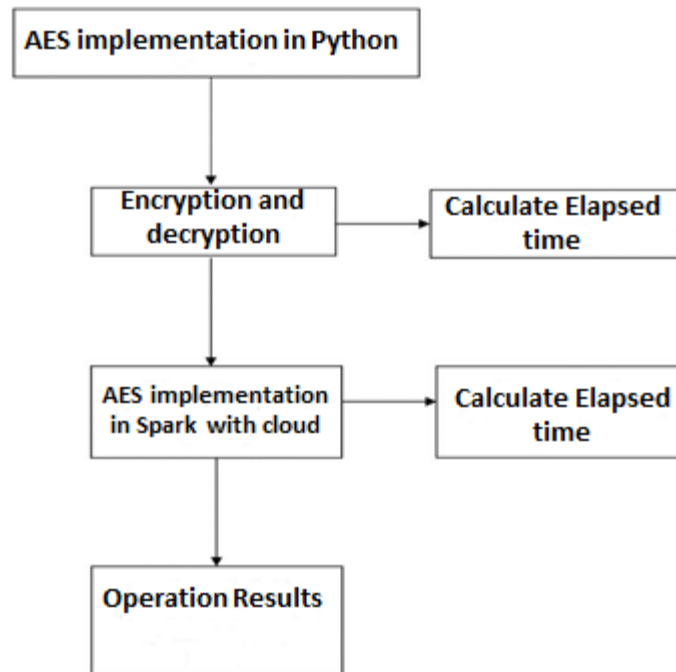 AES implementation in Python
Encryption and
decryption
Calculate Elapsed
time
AES implementation
in Spark with cloud
Calculate Elapsed
time
Operation Results